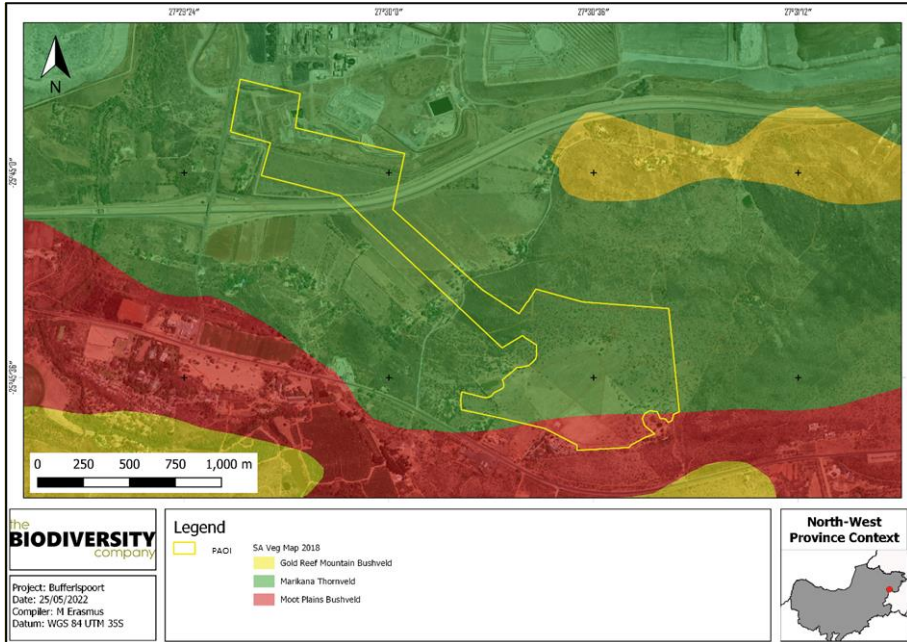 27°29'24" 27°30'0" 27°30'36" 27°31'12"
-25°45'0"
-25°45'36"
N
0 250 500 750 1,000 m
the
BIODIVERSITY
company
Project: Bufferlspoort
Date: 25/05/2022
Compiler: M Erasmus
Datum: WGS 84 UTM 35S
Legend
PAOI
SA Veg Map 2018
Gold Reef Mountain Bushveld
Marikana Thornveld
Moot Plains Bushveld
North-West
Province Context